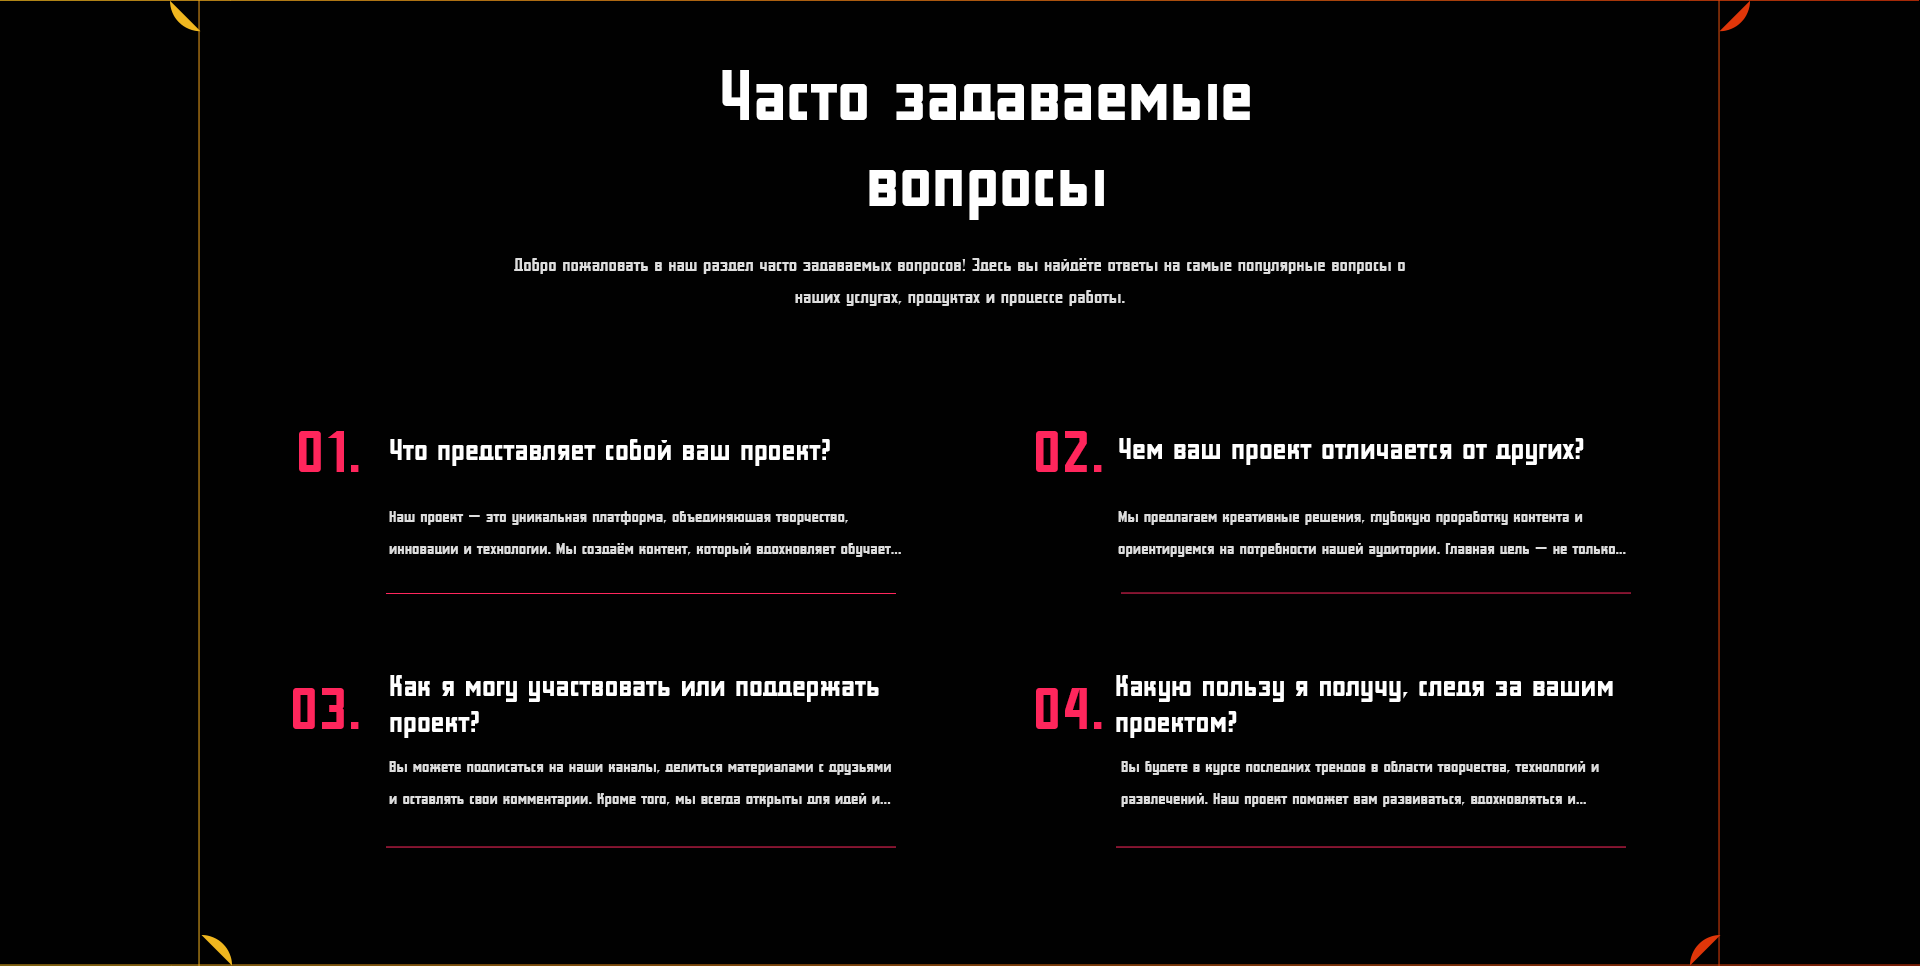 Часто задаваемые
вопросы
Добро пожаловать в наш раздел часто задаваемых вопросов! Здесь вы найдёте ответы на самые популярные вопросы о
наших услугах, продуктах и процессе работы.
01. Что представляет собой ваш проект?
Наш проект — это уникальная платформа, объединяющая творчество,
инновации и технологии. Мы создаём контент, который вдохновляет обучает...
02. Чем ваш проект отличается от других?
Мы предлагаем креативные решения, глубокую проработку контента и
ориентируемся на потребности нашей аудитории. Главная цель — не только...
03. Как я могу участвовать или поддержать
проект?
Вы можете подписаться на наши каналы, делиться материалами с друзьями
и оставлять свои комментарии. Кроме того, мы всегда открыты для идей и...
04. Какую пользу я получу, следя за вашим
проектом?
Вы будете в курсе последних трендов в области творчества, технологий и
развлечений. Наш проект поможет вам развиваться, вдохновляться и...